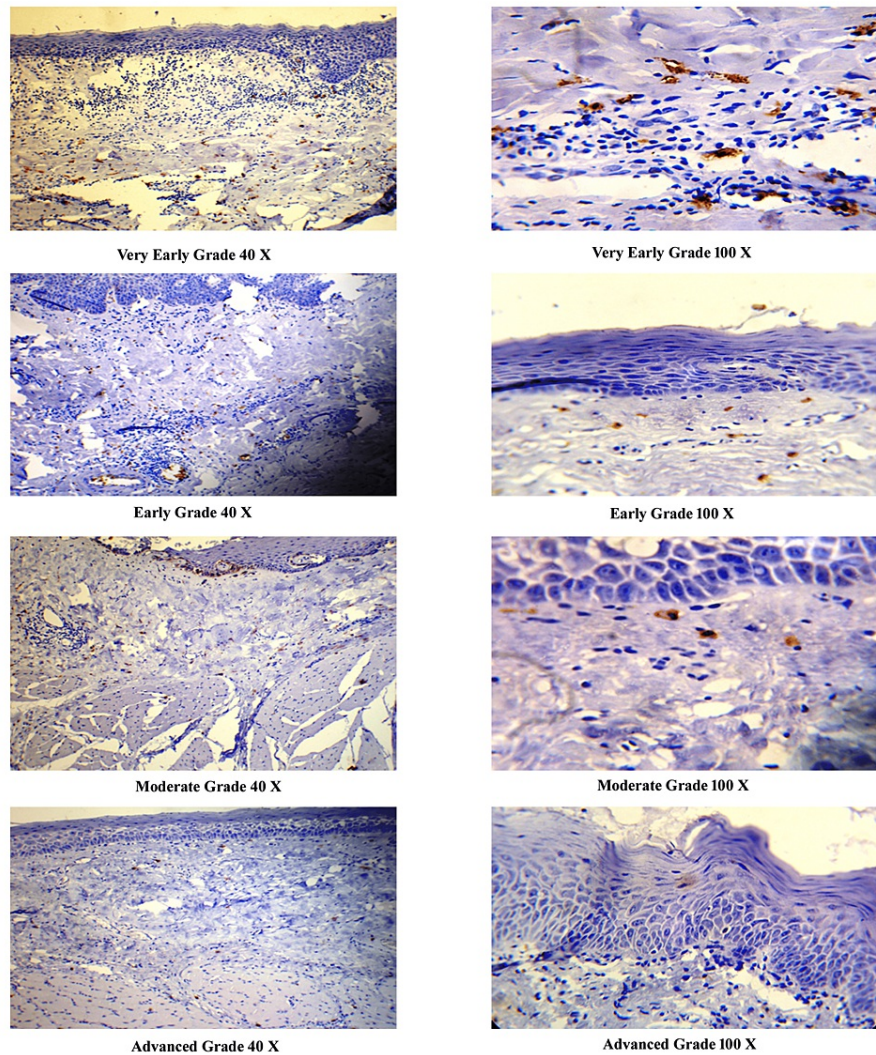 Very Early Grade 40 X
Very Early Grade 100 X
Early Grade 40 X
Early Grade 100 X
Moderate Grade 40 X
Moderate Grade 100 X
Advanced Grade 40 X
Advanced Grade 100 X